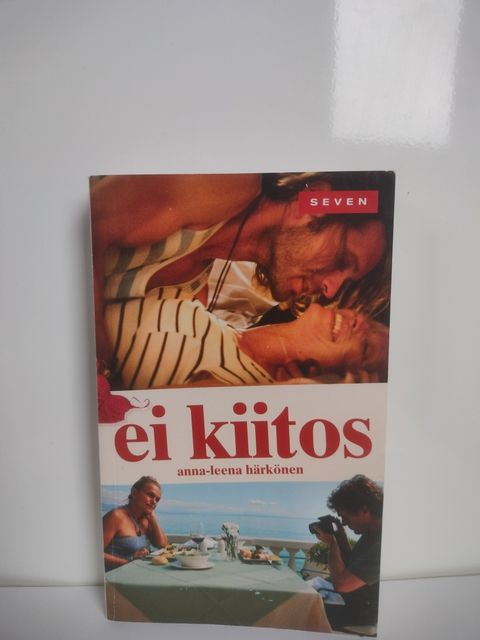 SEVEN
ei kiitos
anna-leena härkönen